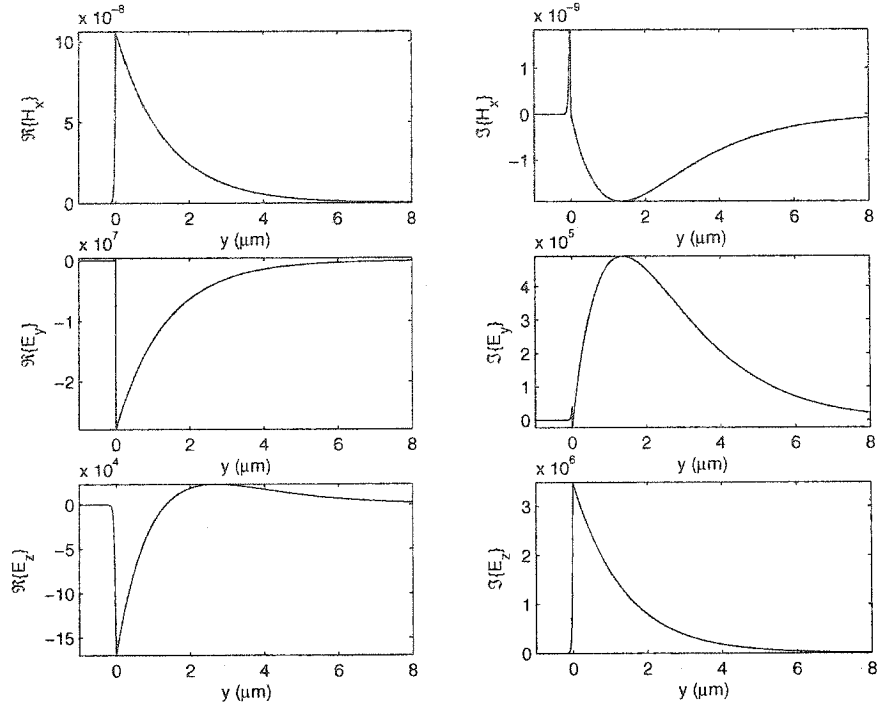 x 10^-8
10
5
0
ℜ{H_x}
0 2 4 6 8
y (μm)
x 10^-9
1
0
−1
ℑ{H_x}
0 2 4 6 8
y (μm)
x 10^7
0
−1
−2
ℜ{E_y}
0 2 4 6 8
y (μm)
x 10^5
4
3
2
1
0
ℑ{E_y}
0 2 4 6 8
y (μm)
x 10^4
0
−5
−10
−15
ℜ{E_z}
0 2 4 6 8
y (μm)
x 10^6
3
2
1
0
ℑ{E_z}
0 2 4 6 8
y (μm)